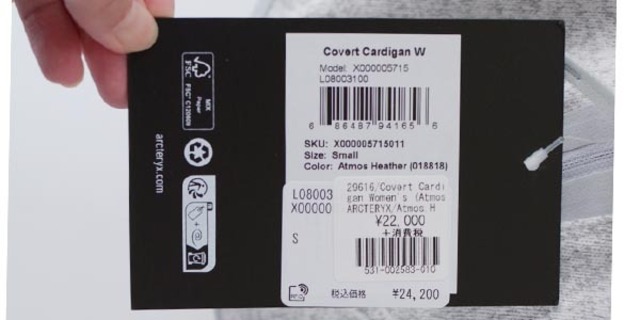 Covert Cardigan W
Model: X000005715
L08003100
6 86487 94165 6
SKU: X000005715011
Size: Small
Color: Atmos Heather (018818)
FSC
FSC® C120609
MIX
Paper
arcteryx.com
L08003
X00000
S
29616/Covert Cardi
gan Women's (Atmos
ARCTERYX/Atmos H
¥22,000
+消費税
531-002583-010
税込価格 ¥24,200